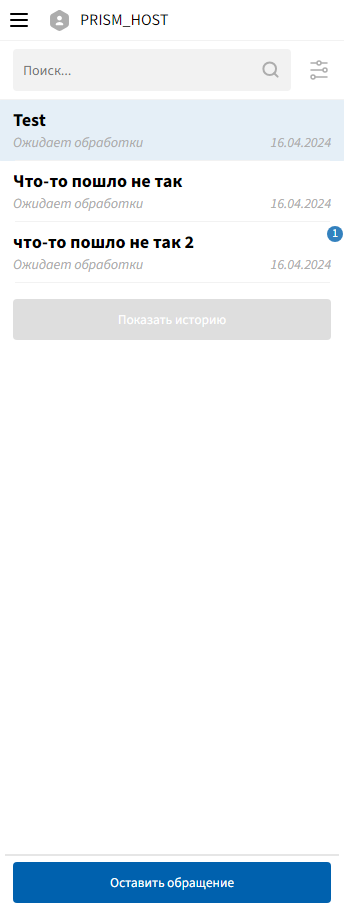 PRISM_HOST
Поиск...
Test
Ожидает обработки 16.04.2024
Что-то пошло не так
Ожидает обработки 16.04.2024
что-то пошло не так 2 1
Ожидает обработки 16.04.2024
Показать историю
Оставить обращение